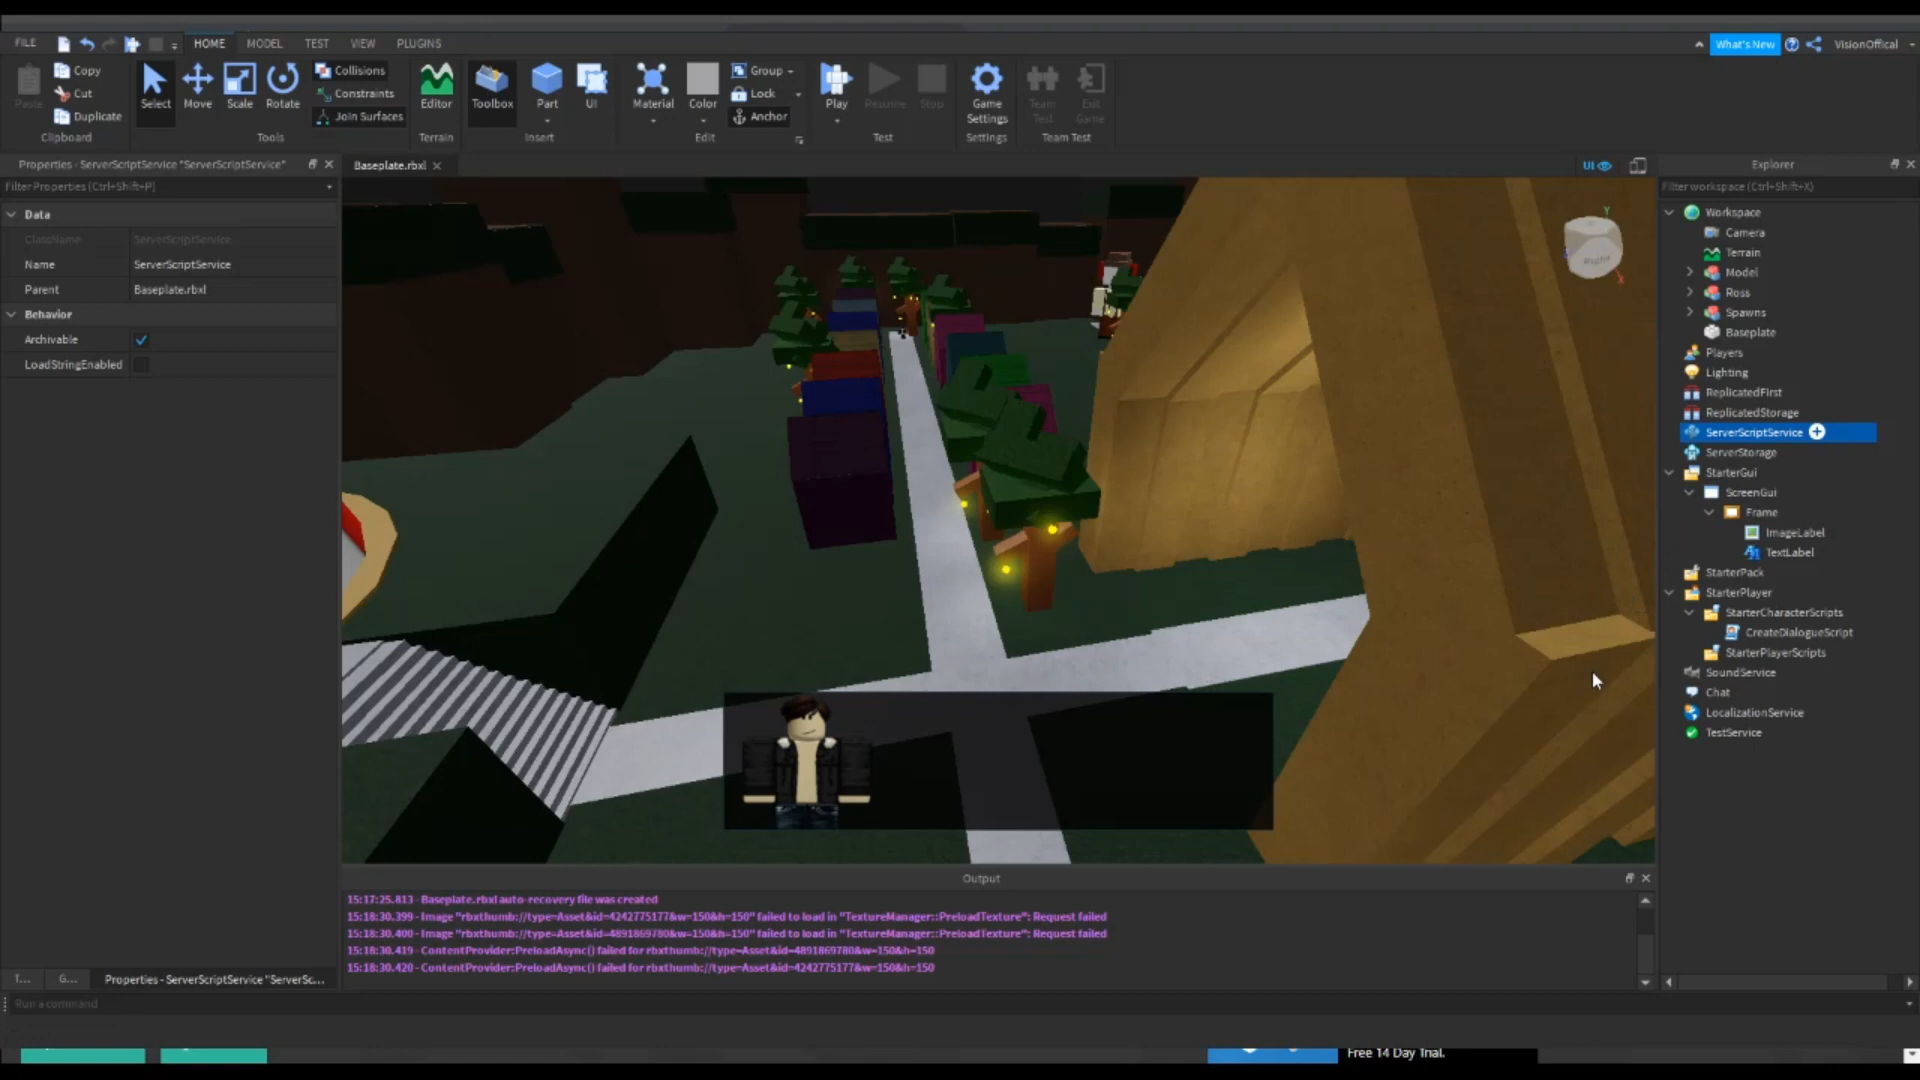 FILE HOME MODEL TEST VIEW PLUGINS What's New VisionOffical
Paste Copy Cut Duplicate Clipboard
Select Move Scale Rotate Collisions Constraints Join Surfaces Tools
Editor Terrain
Toolbox Part UI Insert
Material Color Group Lock Anchor Edit
Play Resume Stop Test
Game Settings Settings
Team Test Exit Game Team Test
Properties - ServerScriptService "ServerScriptService"
Filter Properties (Ctrl+Shift+P)
Data
ClassName ServerScriptService
Name ServerScriptService
Parent Baseplate.rbxl
Behavior
Archivable
LoadStringEnabled
Baseplate.rbxl
UI
Y
Right
X
Explorer
Filter workspace (Ctrl+Shift+X)
Workspace
Camera
Terrain
Model
Ross
Spawns
Baseplate
Players
Lighting
ReplicatedFirst
ReplicatedStorage
ServerScriptService
ServerStorage
StarterGui
ScreenGui
Frame
ImageLabel
TextLabel
StarterPack
StarterPlayer
StarterCharacterScripts
CreateDialogueScript
StarterPlayerScripts
SoundService
Chat
LocalizationService
TestService
Output
15:17:25.813 - Baseplate.rbxl auto-recovery file was created
15:18:30.399 - Image "rbxthumb://type=Asset&id=4242775177&w=150&h=150" failed to load in "TextureManager::PreloadTexture": Request failed
15:18:30.400 - Image "rbxthumb://type=Asset&id=4891869780&w=150&h=150" failed to load in "TextureManager::PreloadTexture": Request failed
15:18:30.419 - ContentProvider:PreloadAsync() failed for rbxthumb://type=Asset&id=4891869780&w=150&h=150
15:18:30.420 - ContentProvider:PreloadAsync() failed for rbxthumb://type=Asset&id=4242775177&w=150&h=150
T... G... Properties - ServerScriptService "ServerSc...
Run a command
Free 14 Day Trial.